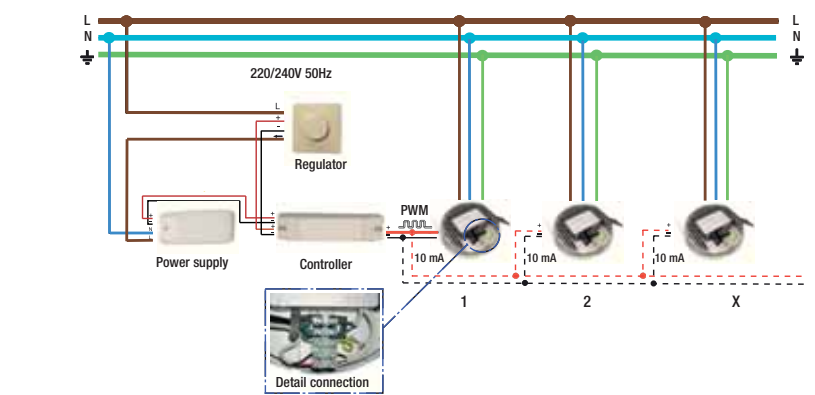 L
L
N
N
220/240V 50Hz
L
+
-
Regulator
PWM
+
-
+
-
+
-
+
-
+
-
+
-
N
L
10 mA
10 mA
10 mA
Power supply
Controller
1
2
X
Detail connection